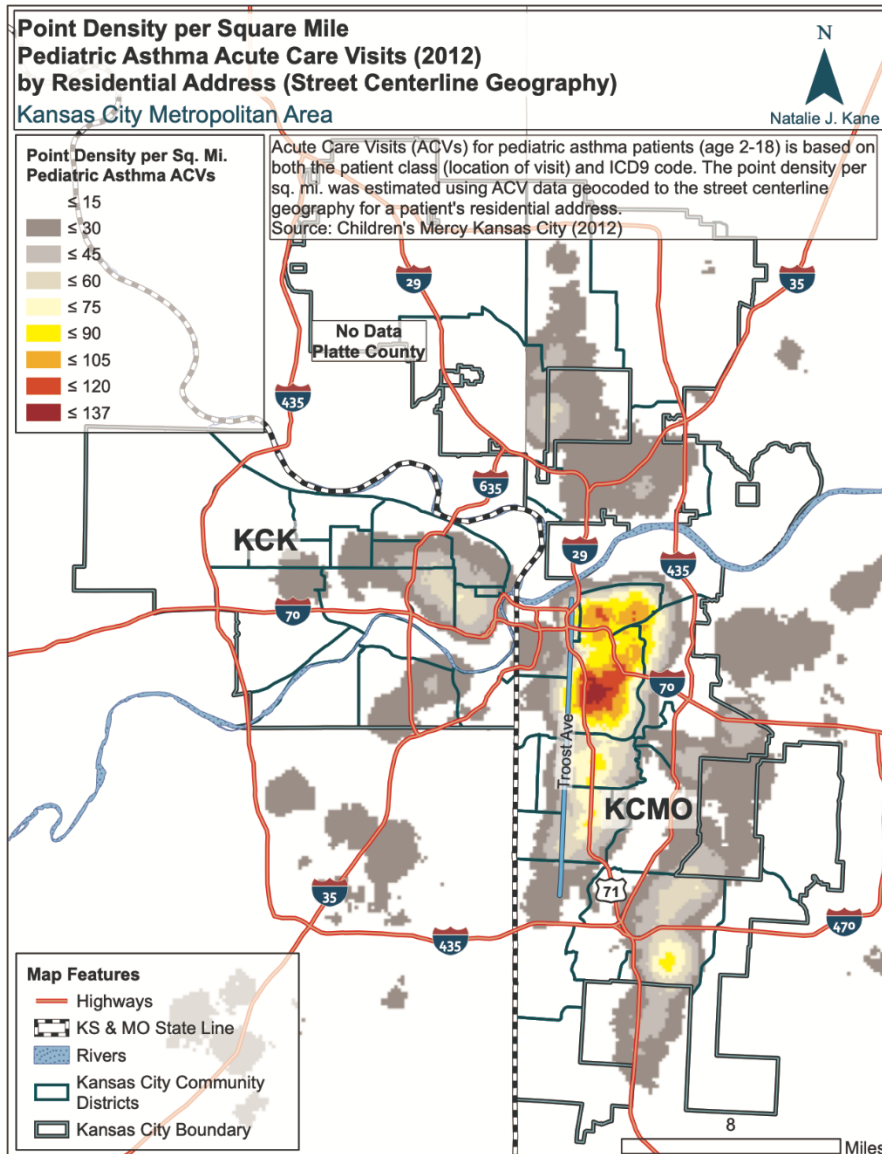 Point Density per Square Mile
Pediatric Asthma Acute Care Visits (2012)
by Residential Address (Street Centerline Geography)
Kansas City Metropolitan Area
N
Natalie J. Kane
Point Density per Sq. Mi.
Pediatric Asthma ACVs
≤ 15
≤ 30
≤ 45
≤ 60
≤ 75
≤ 90
≤ 105
≤ 120
≤ 137
Acute Care Visits (ACVs) for pediatric asthma patients (age 2-18) is based on
both the patient class (location of visit) and ICD9 code. The point density per
sq. mi. was estimated using ACV data geocoded to the street centerline
geography for a patient's residential address.
Source: Children's Mercy Kansas City (2012)
29
35
No Data
Platte County
435
635
KCK
29
435
70
70
Troost Ave
KCMO
35
71
435
470
Map Features
Highways
KS & MO State Line
Rivers
Kansas City Community
Districts
Kansas City Boundary
8
Miles